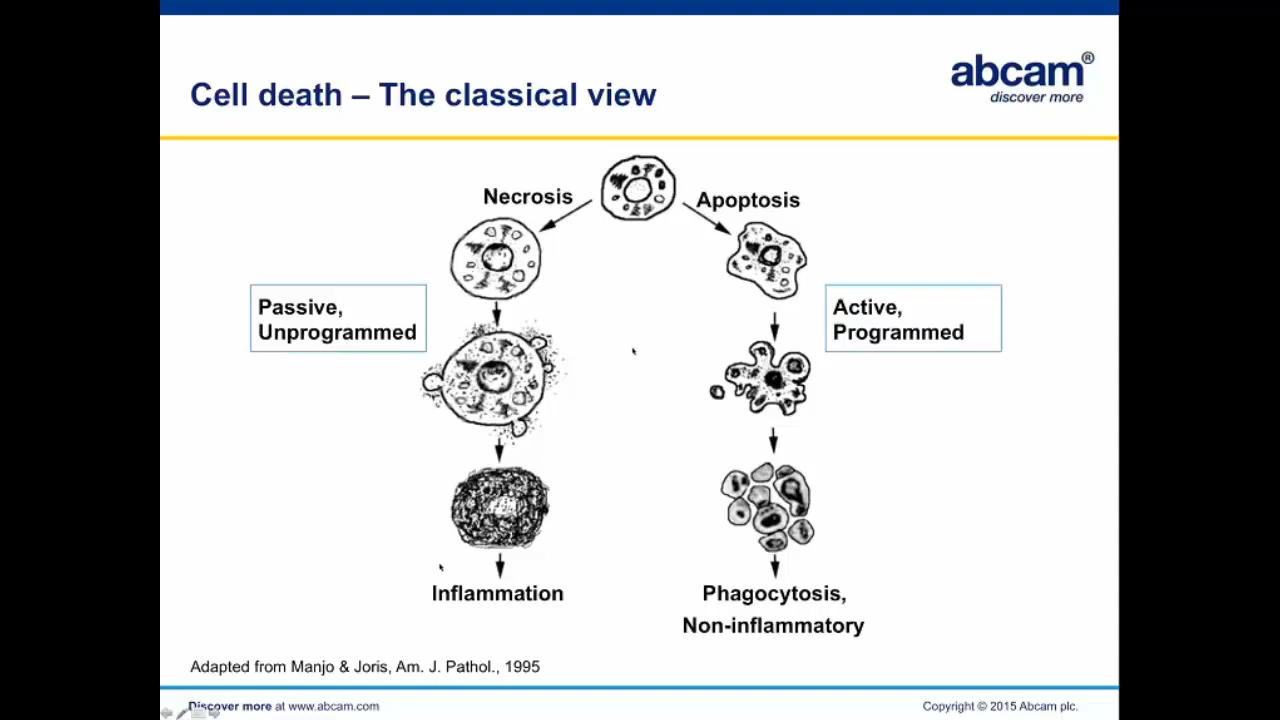 abcam®
discover more
Cell death – The classical view
Necrosis
Apoptosis
Passive,
Unprogrammed
Active,
Programmed
Inflammation
Phagocytosis,
Non-inflammatory
Adapted from Manjo & Joris, Am. J. Pathol., 1995
Discover more at www.abcam.com
Copyright © 2015 Abcam plc.